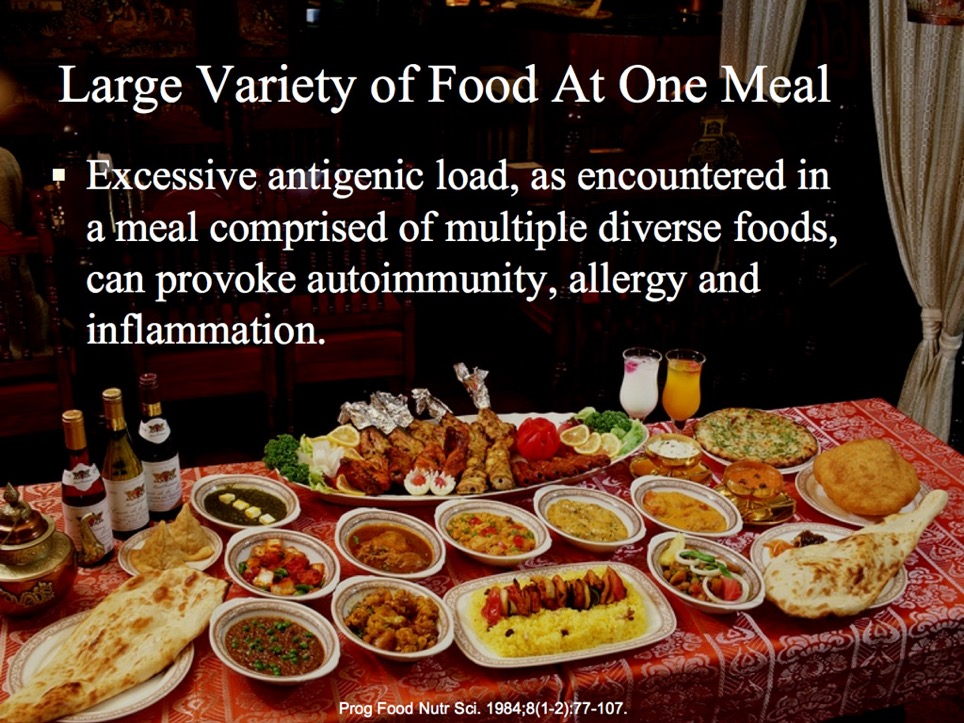 Large Variety of Food At One Meal
▪ Excessive antigenic load, as encountered in
a meal comprised of multiple diverse foods,
can provoke autoimmunity, allergy and
inflammation.
Prog Food Nutr Sci. 1984;8(1-2):77-107.